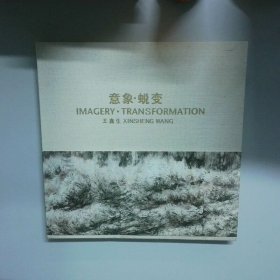 意象·蜕变
IMAGERY·TRANSFORMATION
王鑫生 XINSHENG WANG